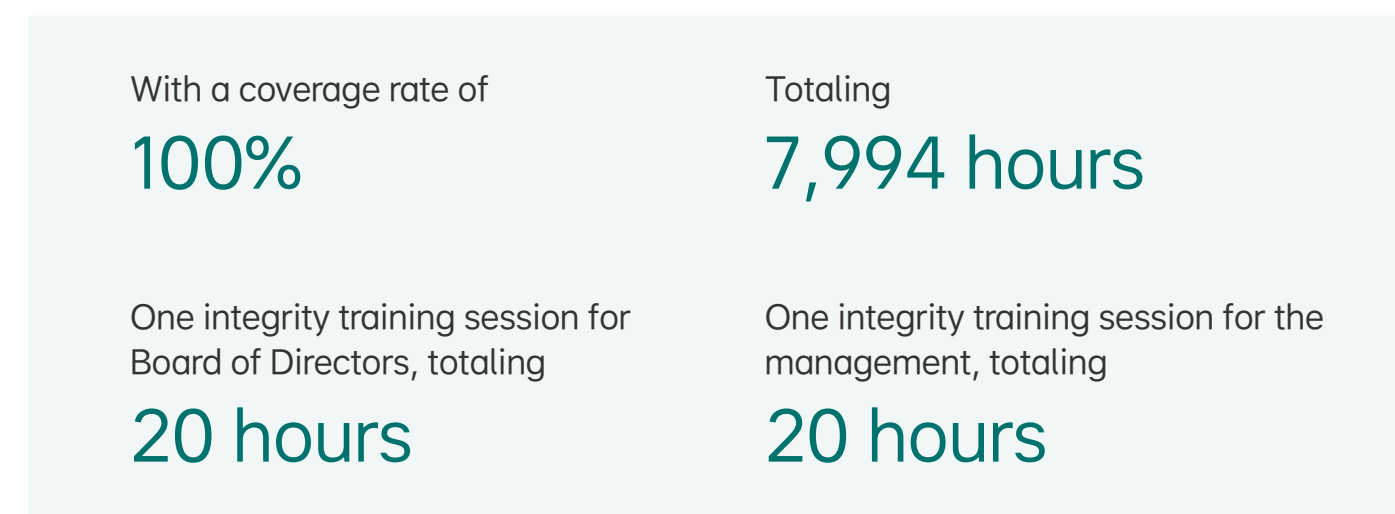 With a coverage rate of
100%
Totaling
7,994 hours
One integrity training session for
Board of Directors, totaling
20 hours
One integrity training session for the
management, totaling
20 hours